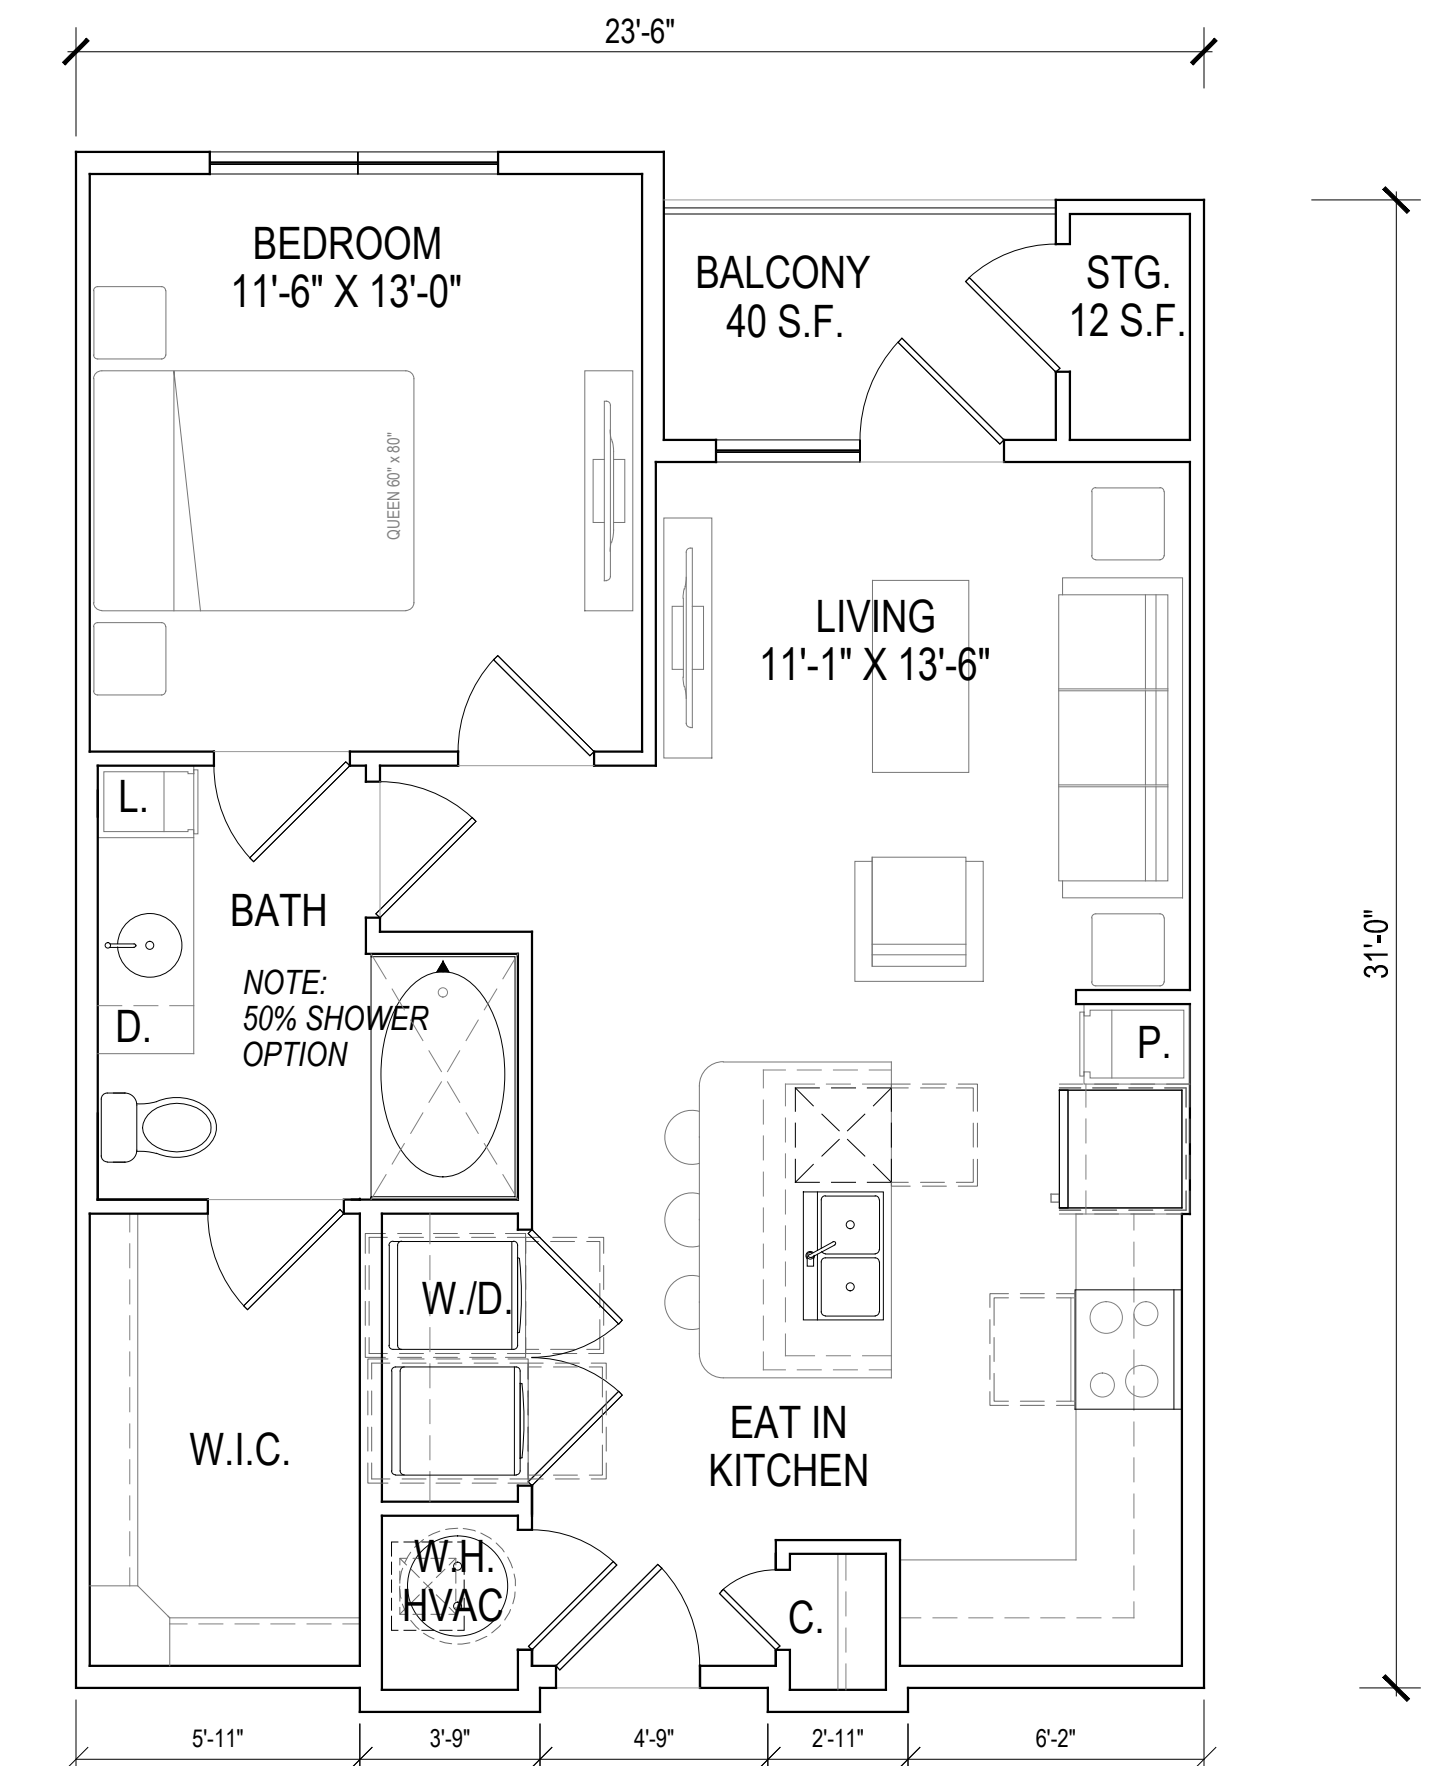 23'-6"
BEDROOM
11'-6" X 13'-0"
BALCONY
40 S.F.
STG.
12 S.F.
QUEEN 60" x 80"
LIVING
11'-1" X 13'-6"
L.
BATH
NOTE:
50% SHOWER
OPTION
D.
31'-0"
P.
W./D.
EAT IN
KITCHEN
W.I.C.
W.H.
HVAC
C.
5'-11"
3'-9"
4'-9"
2'-11"
6'-2"